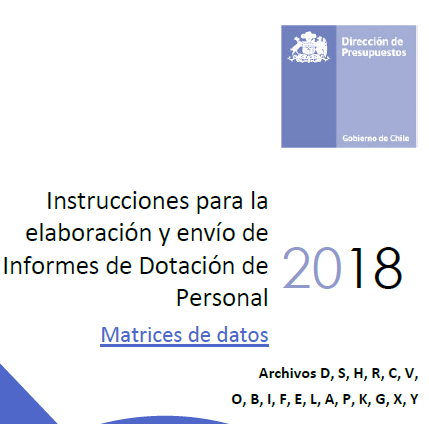 Dirección de
Presupuestos
Gobierno de Chile
Instrucciones para la
elaboración y envío de
Informes de Dotación de
Personal
2018
Matrices de datos
Archivos D, S, H, R, C, V,
O, B, I, F, E, L, A, P, K, G, X, Y